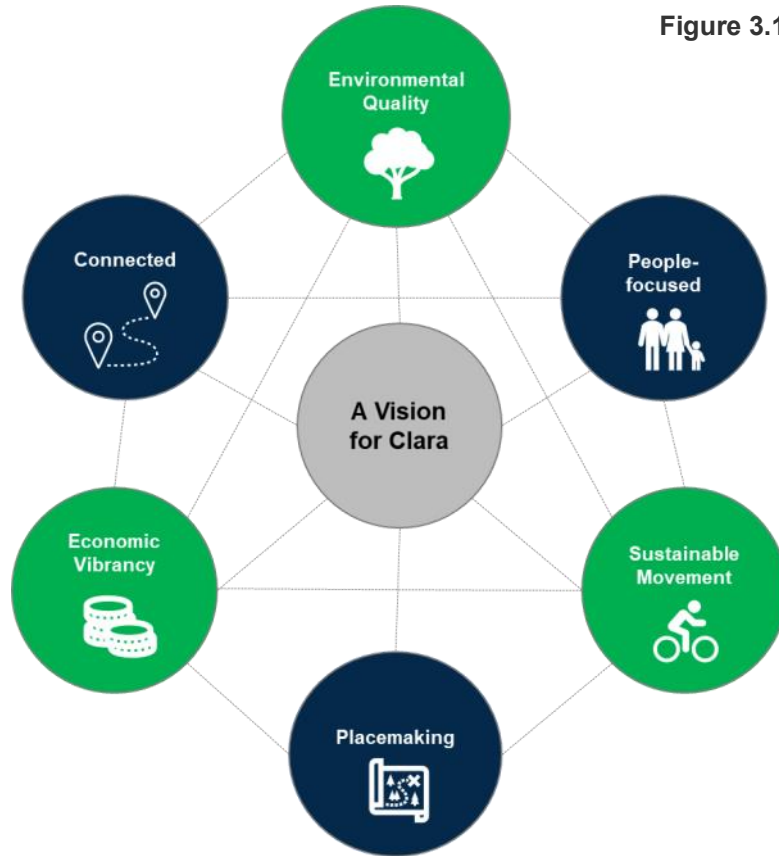 Figure 3.1
Environmental
Quality
Connected
People-
focused
A Vision
for Clara
Economic
Vibrancy
Sustainable
Movement
Placemaking